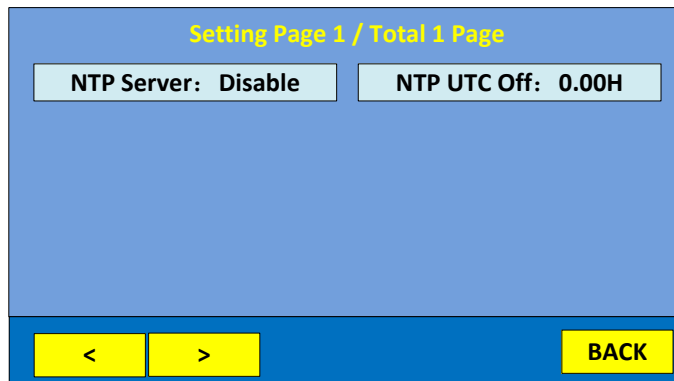 Setting Page 1 / Total 1 Page
NTP Server： Disable
NTP UTC Off： 0.00H
<
>
BACK